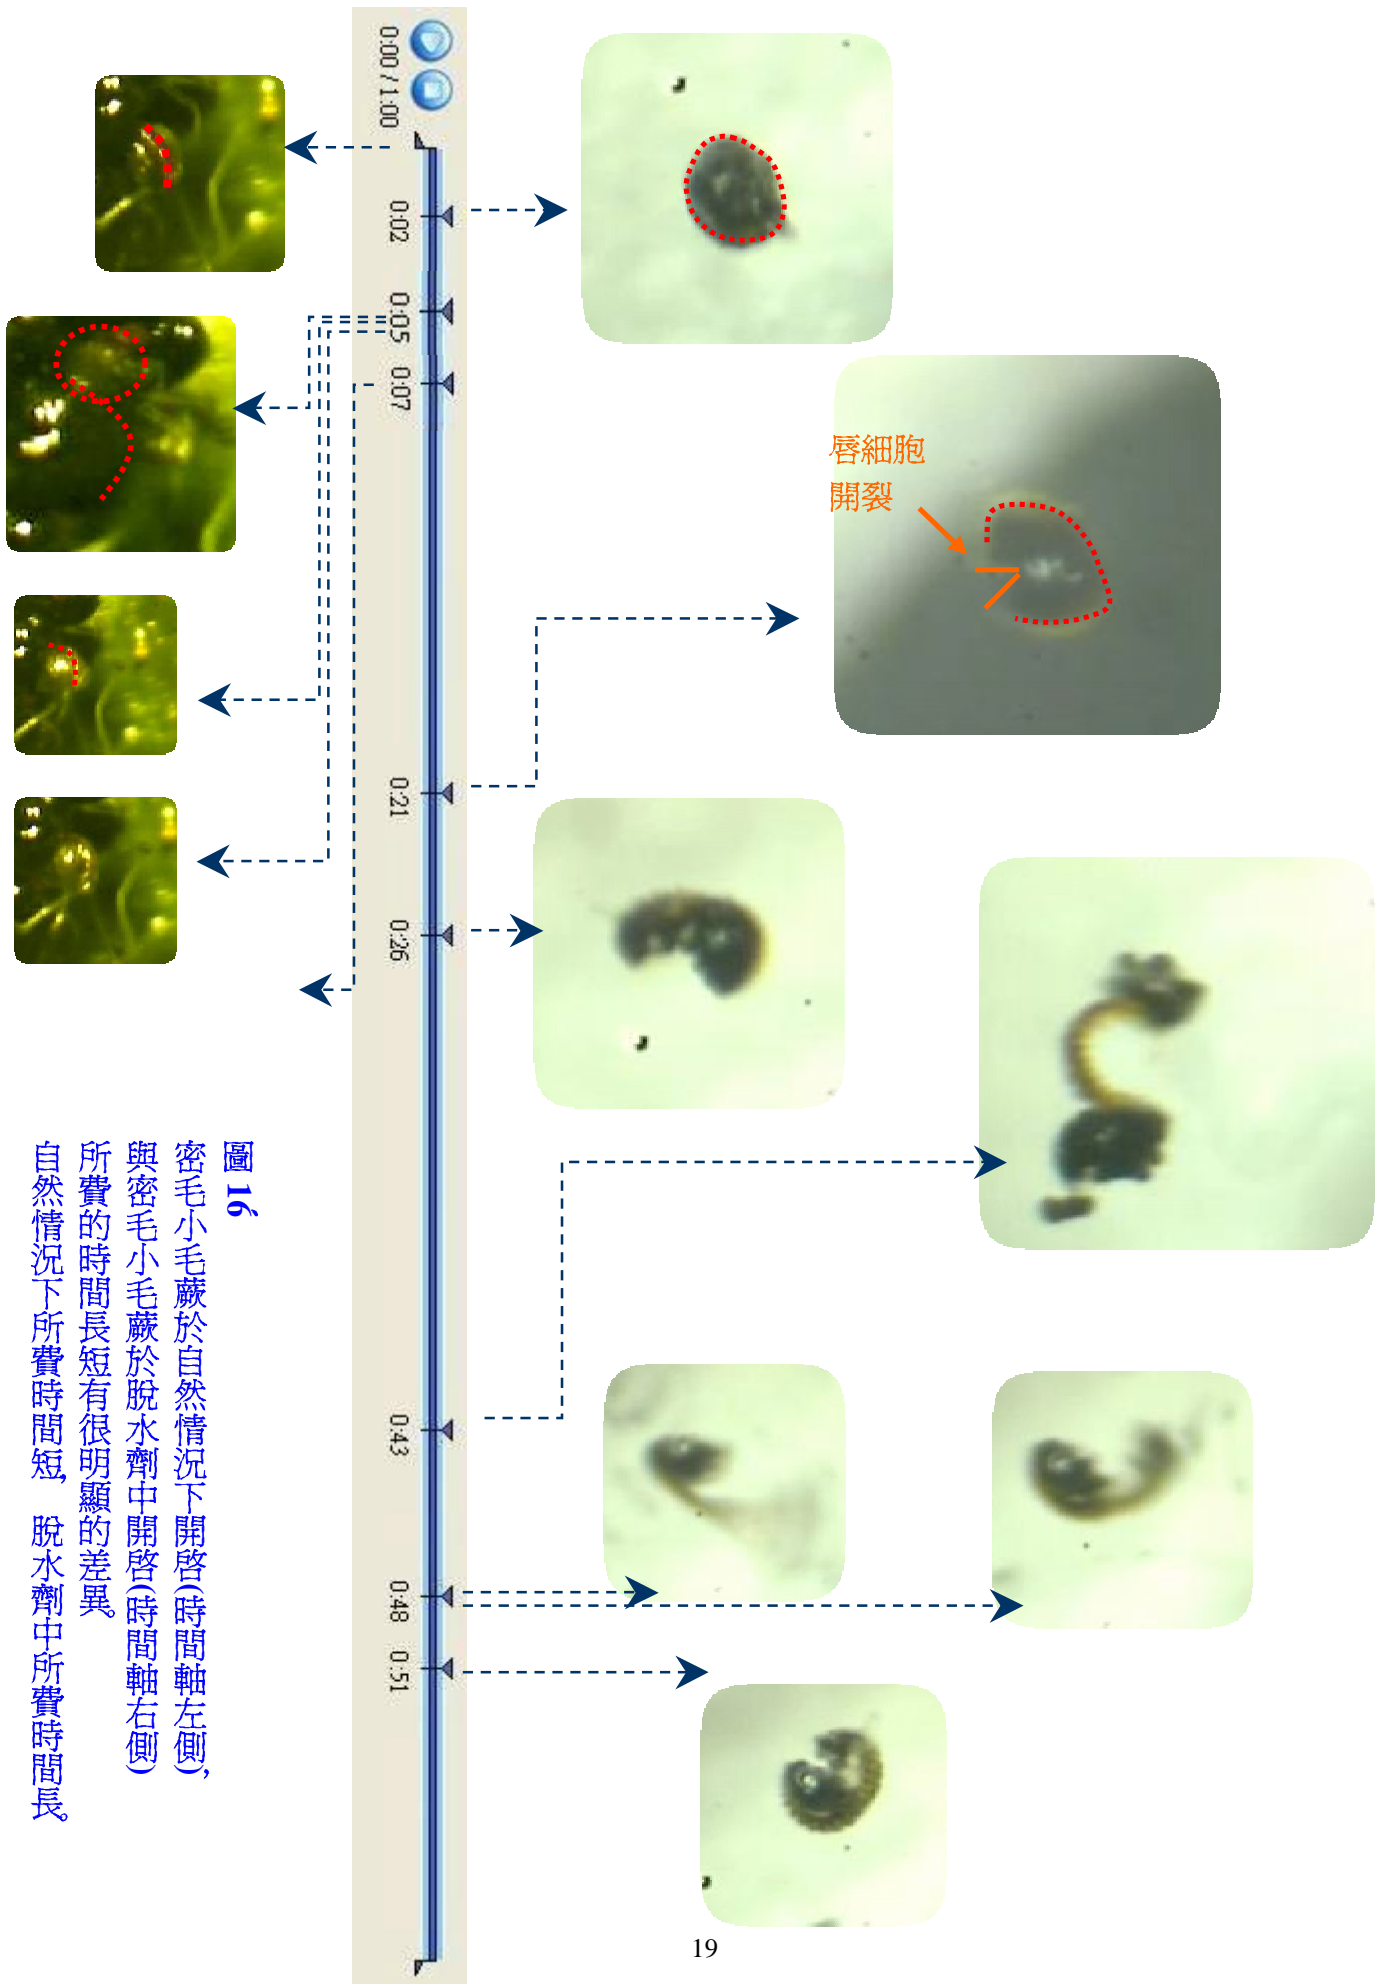 0:00 / 1:00
0:02
0:05
0:07
0:21
0:26
0:43
0:48
0:51
唇細胞
開裂
圖 16
密毛小毛蕨於自然情況下開啓(時間軸左側),
與密毛小毛蕨於脫水劑中開啓(時間軸右側)
所費的時間長短有很明顯的差異。
自然情況下所費時間短, 脫水劑中所費時間長。
19